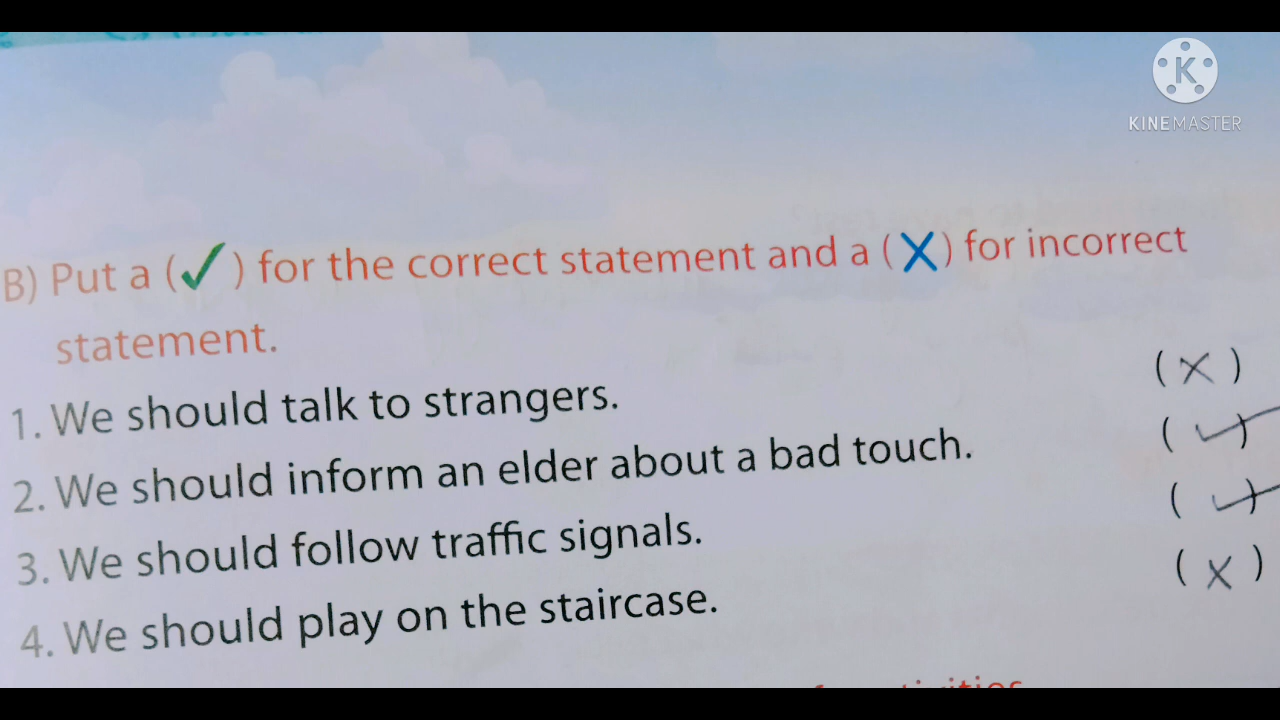 KINEMASTER
B) Put a (✓) for the correct statement and a (X) for incorrect
statement.
1. We should talk to strangers. (X)
2. We should inform an elder about a bad touch. (✓)
3. We should follow traffic signals. (✓)
4. We should play on the staircase. (X)